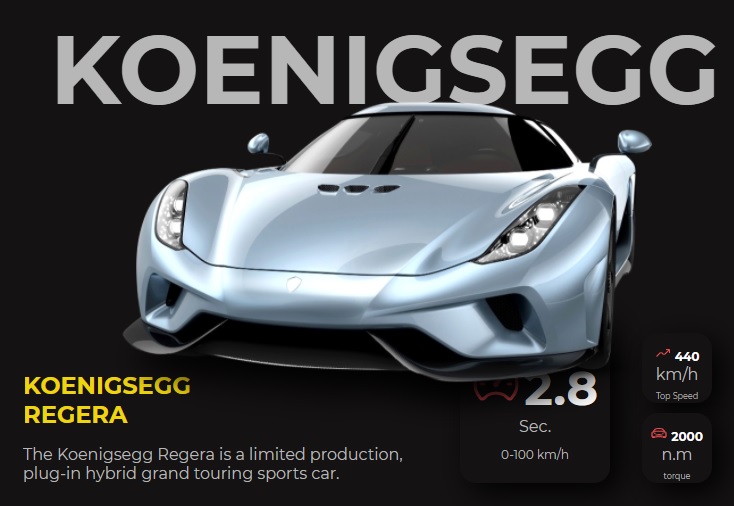 KOENIGSEGG
KOENIGSEGG
REGERA
The Koenigsegg Regera is a limited production,
plug-in hybrid grand touring sports car.
2.8
Sec.
0-100 km/h
440
km/h
Top Speed
2000
n.m
torque